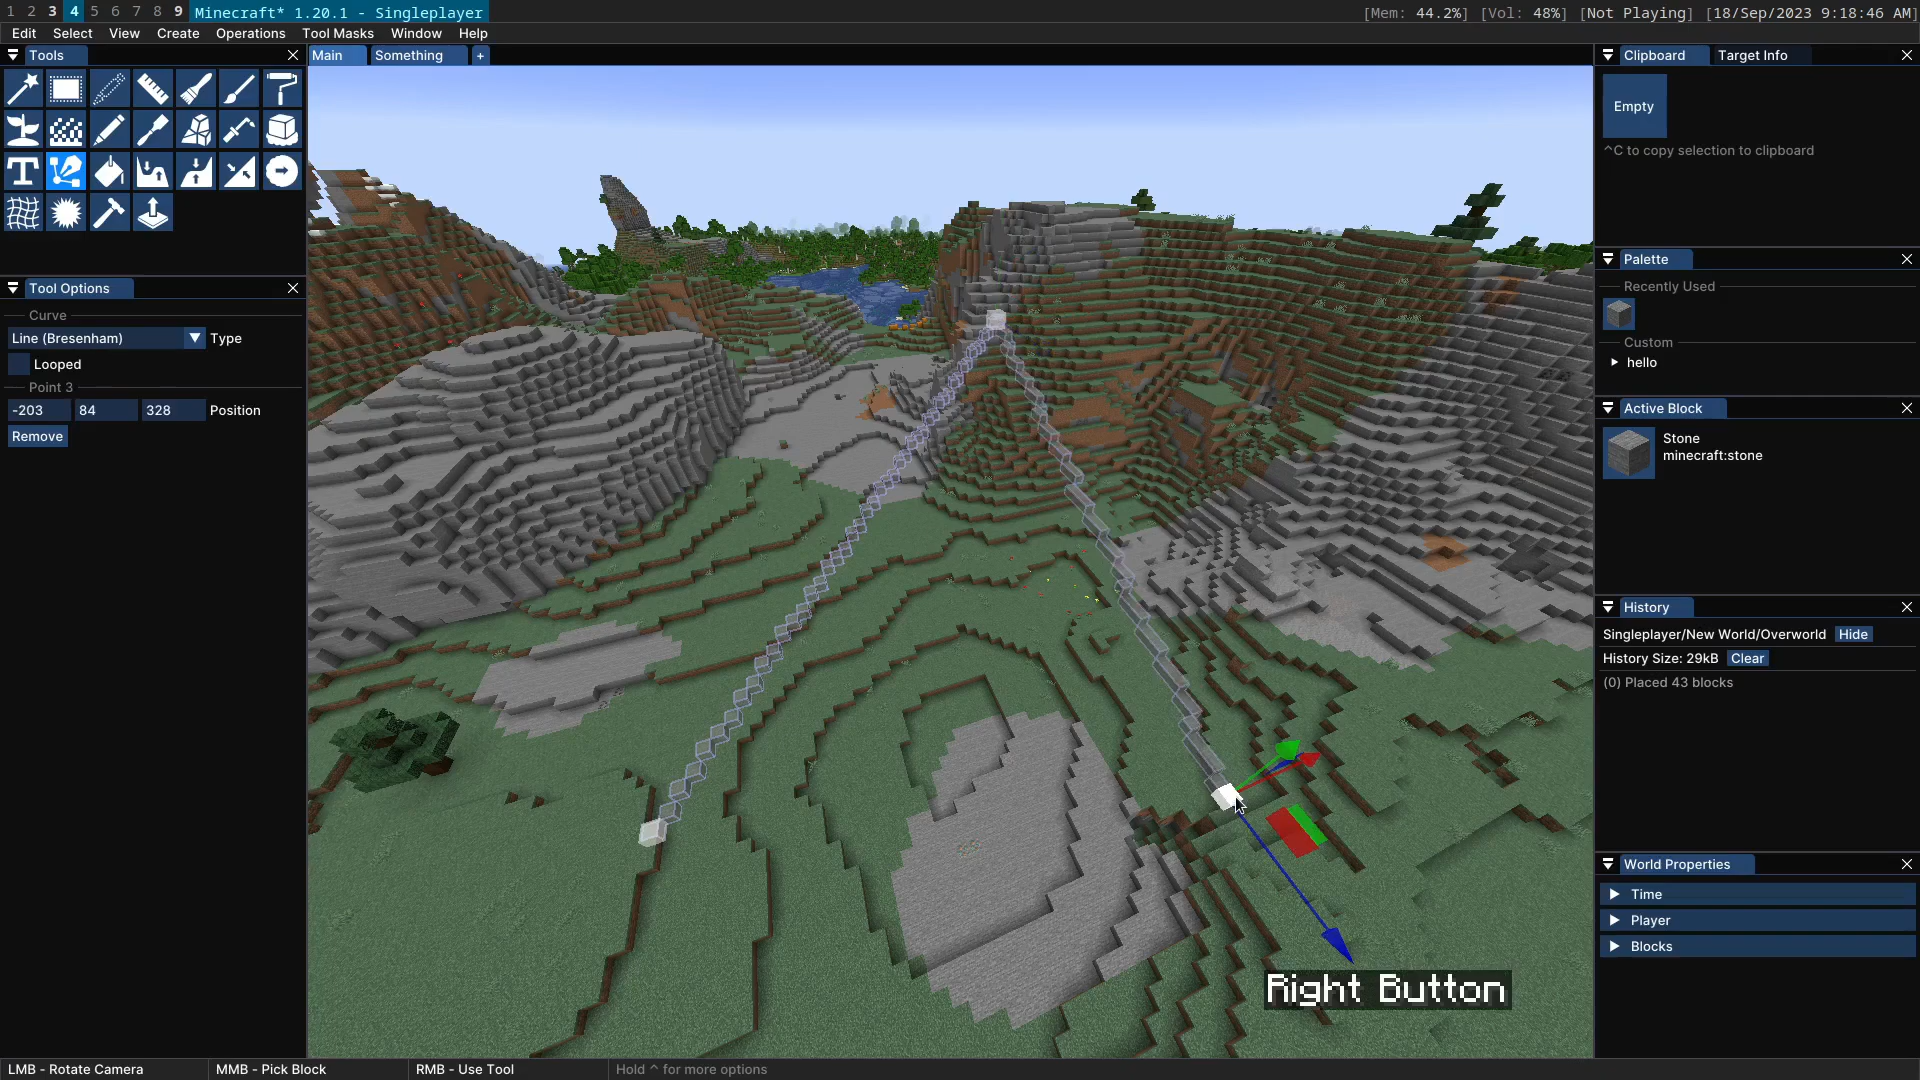 1 2 3 4 5 6 7 8 9 Minecraft* 1.20.1 - Singleplayer [Mem: 44.2%] [Vol: 48%] [Not Playing] [18/Sep/2023 9:18:46 AM]
Edit Select View Create Operations Tool Masks Window Help
Tools
Main Something +
Tool Options
Curve
Line (Bresenham) Type
Looped
Point 3
-203 84 328 Position
Remove
Right Button
Clipboard Target Info
Empty
^C to copy selection to clipboard
Palette
Recently Used
Custom
hello
Active Block
Stone
minecraft:stone
History
Singleplayer/New World/Overworld Hide
History Size: 29kB Clear
(0) Placed 43 blocks
World Properties
Time
Player
Blocks
LMB - Rotate Camera MMB - Pick Block RMB - Use Tool Hold ^ for more options